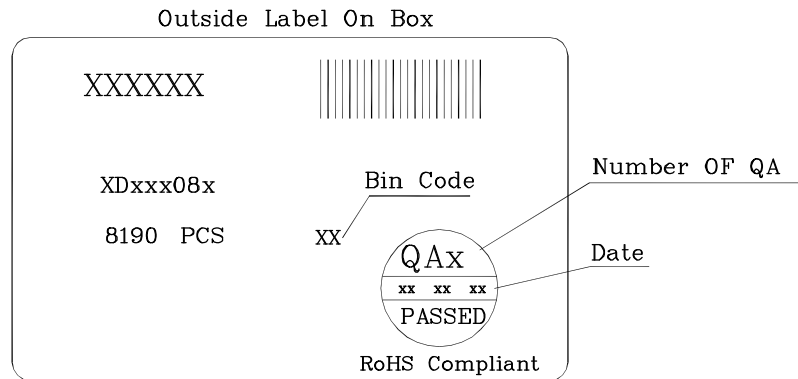 Outside Label On Box
XXXXXX
XDxxx08x
Bin Code
Number OF QA
8190 PCS
XX
QAx
Date
xx xx xx
PASSED
RoHS Compliant